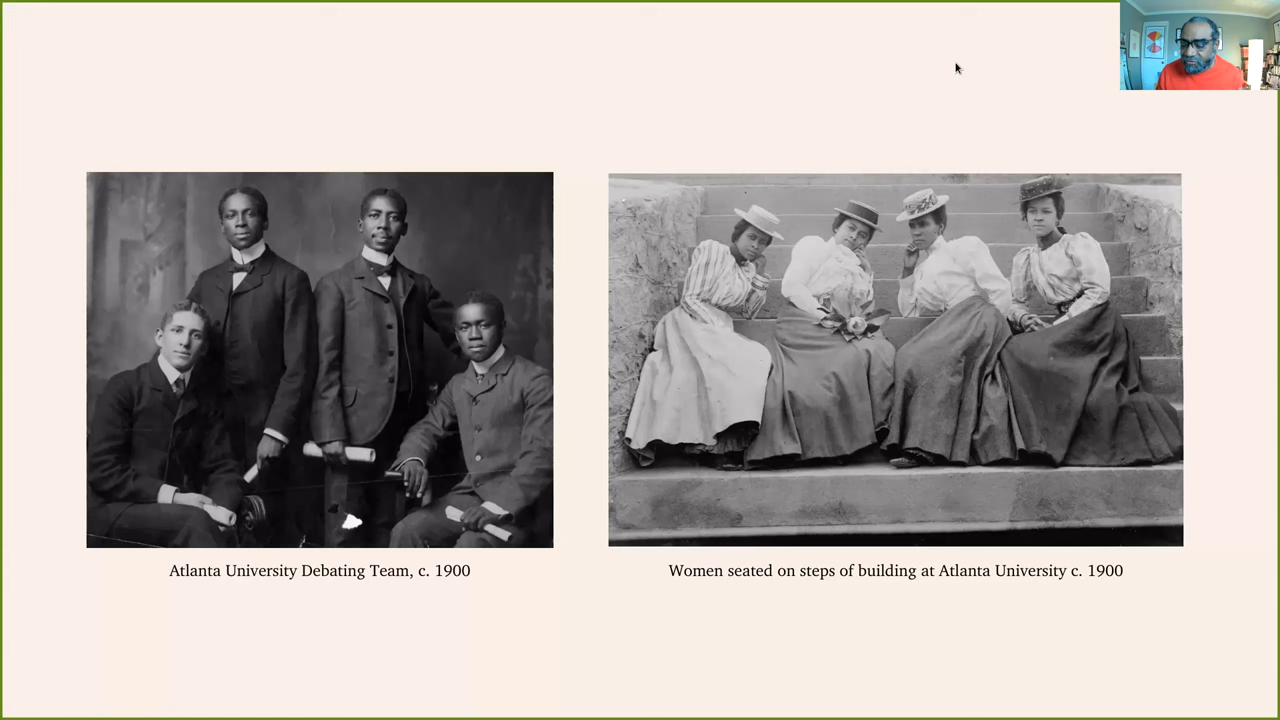 Atlanta University Debating Team, c. 1900
Women seated on steps of building at Atlanta University c. 1900